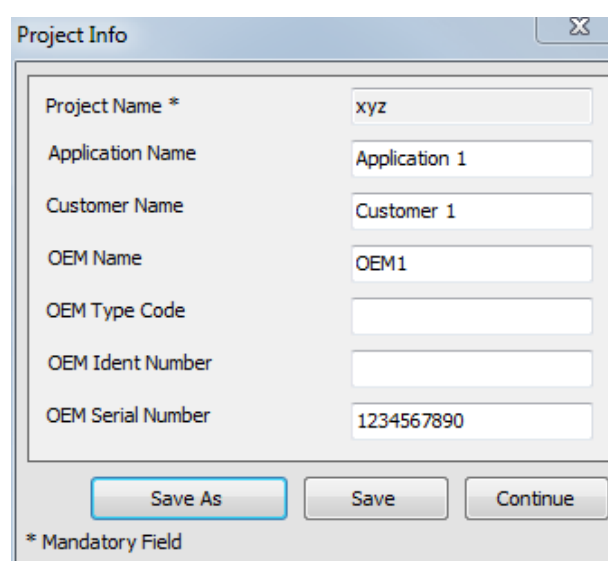 Project Info
Project Name * xyz
Application Name Application 1
Customer Name Customer 1
OEM Name OEM1
OEM Type Code
OEM Ident Number
OEM Serial Number 1234567890
Save As Save Continue
* Mandatory Field